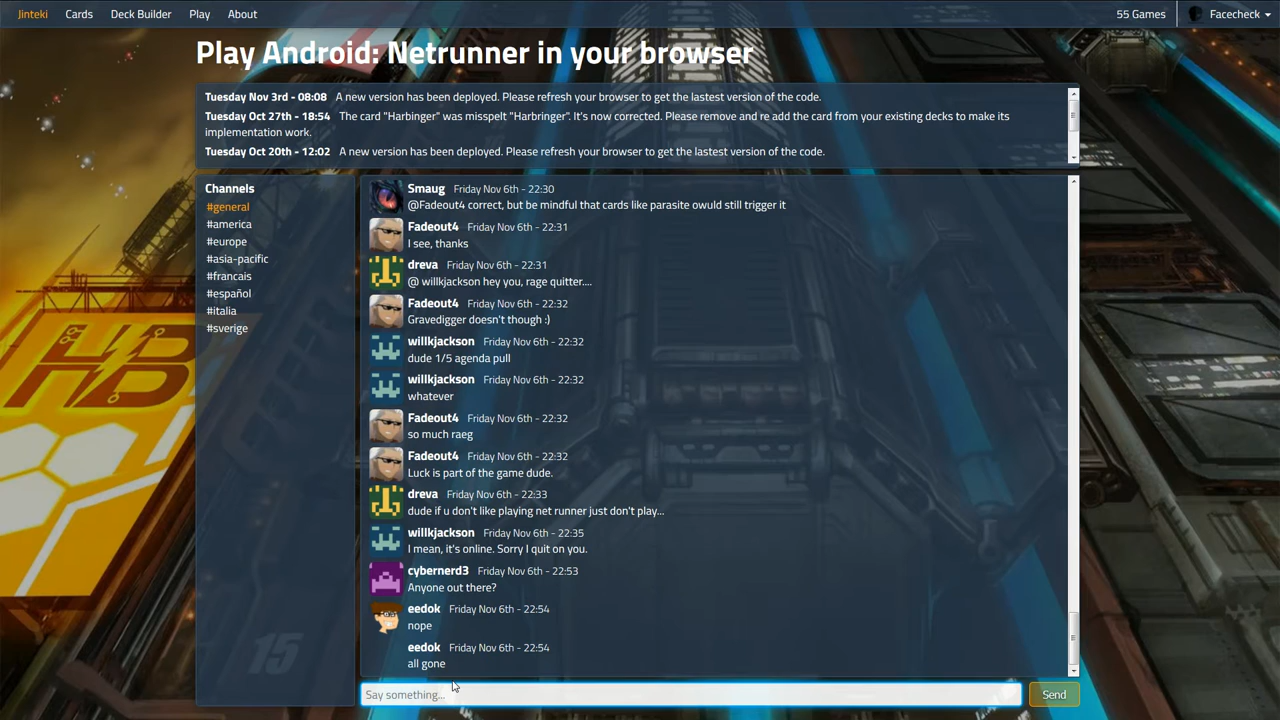 Jinteki Cards Deck Builder Play About 55 Games Facecheck
Play Android: Netrunner in your browser
Tuesday Nov 3rd - 08:08 A new version has been deployed. Please refresh your browser to get the lastest version of the code.
Tuesday Oct 27th - 18:54 The card "Harbinger" was misspelt "Harbringer". It's now corrected. Please remove and re add the card from your existing decks to make its
implementation work.
Tuesday Oct 20th - 12:02 A new version has been deployed. Please refresh your browser to get the lastest version of the code.
Channels
#general
#america
#europe
#asia-pacific
#francais
#español
#italia
#sverige
Smaug Friday Nov 6th - 22:30
@Fadeout4 correct, but be mindful that cards like parasite owuld still trigger it
Fadeout4 Friday Nov 6th - 22:31
I see, thanks
dreva Friday Nov 6th - 22:31
@ willkjackson hey you, rage quitter....
Fadeout4 Friday Nov 6th - 22:32
Gravedigger doesn't though :)
willkjackson Friday Nov 6th - 22:32
dude 1/5 agenda pull
willkjackson Friday Nov 6th - 22:32
whatever
Fadeout4 Friday Nov 6th - 22:32
so much raeg
Fadeout4 Friday Nov 6th - 22:32
Luck is part of the game dude.
dreva Friday Nov 6th - 22:33
dude if u don't like playing net runner just don't play...
willkjackson Friday Nov 6th - 22:35
I mean, it's online. Sorry I quit on you.
cybernerd3 Friday Nov 6th - 22:53
Anyone out there?
eedok Friday Nov 6th - 22:54
nope
eedok Friday Nov 6th - 22:54
all gone
Say something...
Send
HB
HD
15